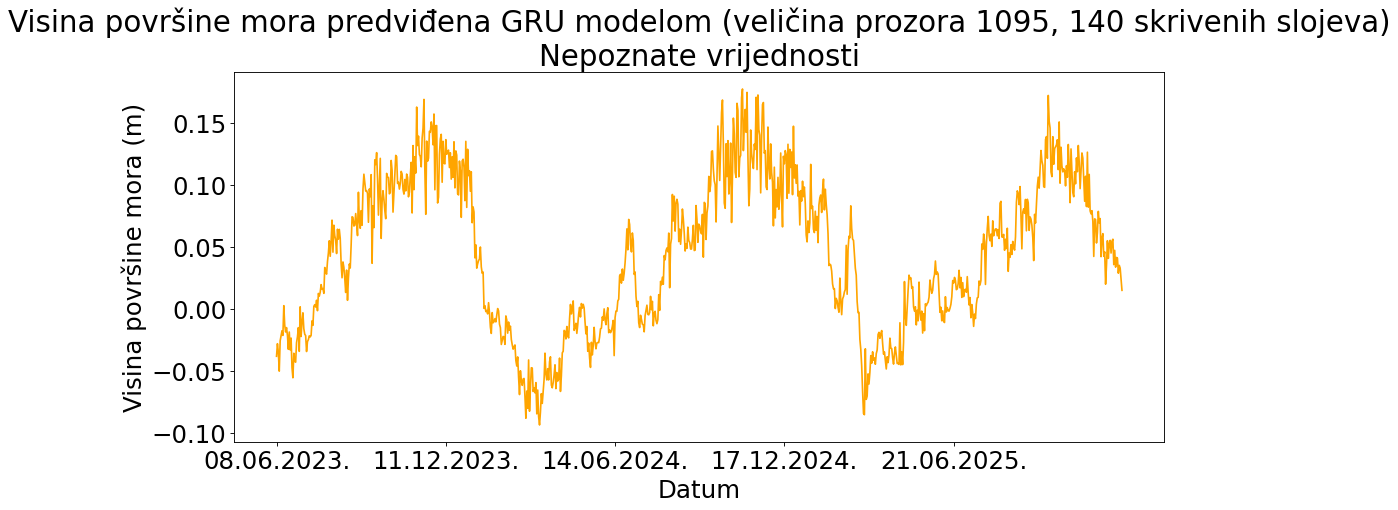 Visina površine mora predviđena GRU modelom (veličina prozora 1095, 140 skrivenih slojeva)
Nepoznate vrijednosti
Visina površine mora (m)
0.15
0.10
0.05
0.00
−0.05
−0.10
08.06.2023. 11.12.2023. 14.06.2024. 17.12.2024. 21.06.2025.
Datum